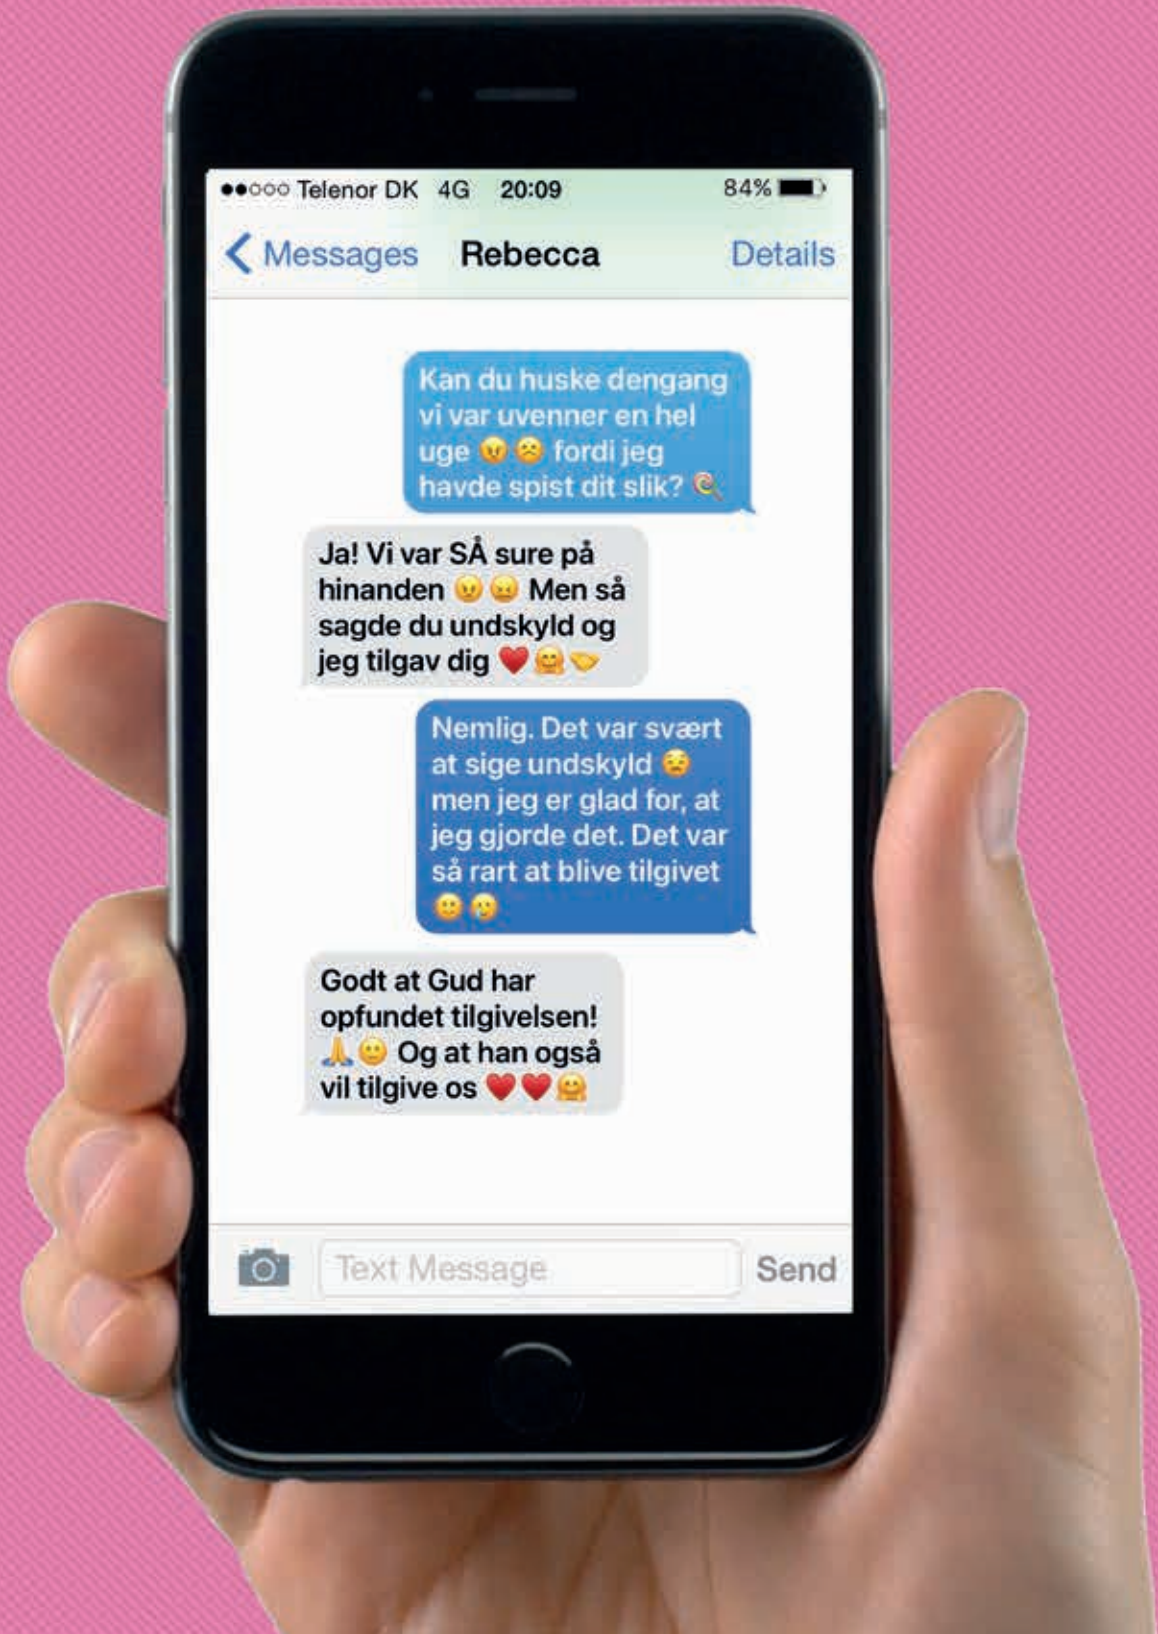 ●●○○○ Telenor DK 4G 20:09 84%
Messages Rebecca Details
Kan du huske dengang
vi var uvenner en hel
uge 😠 ☹️ fordi jeg
havde spist dit slik? 🍭
Ja! Vi var SÅ sure på
hinanden 😠 😖 Men så
sagde du undskyld og
jeg tilgav dig ❤️ 🤗 🤝
Nemlig. Det var svært
at sige undskyld 😣
men jeg er glad for, at
jeg gjorde det. Det var
så rart at blive tilgivet
🙂 🥲
Godt at Gud har
opfundet tilgivelsen!
🙏 🙂 Og at han også
vil tilgive os ❤️ ❤️ 🤗
Text Message Send